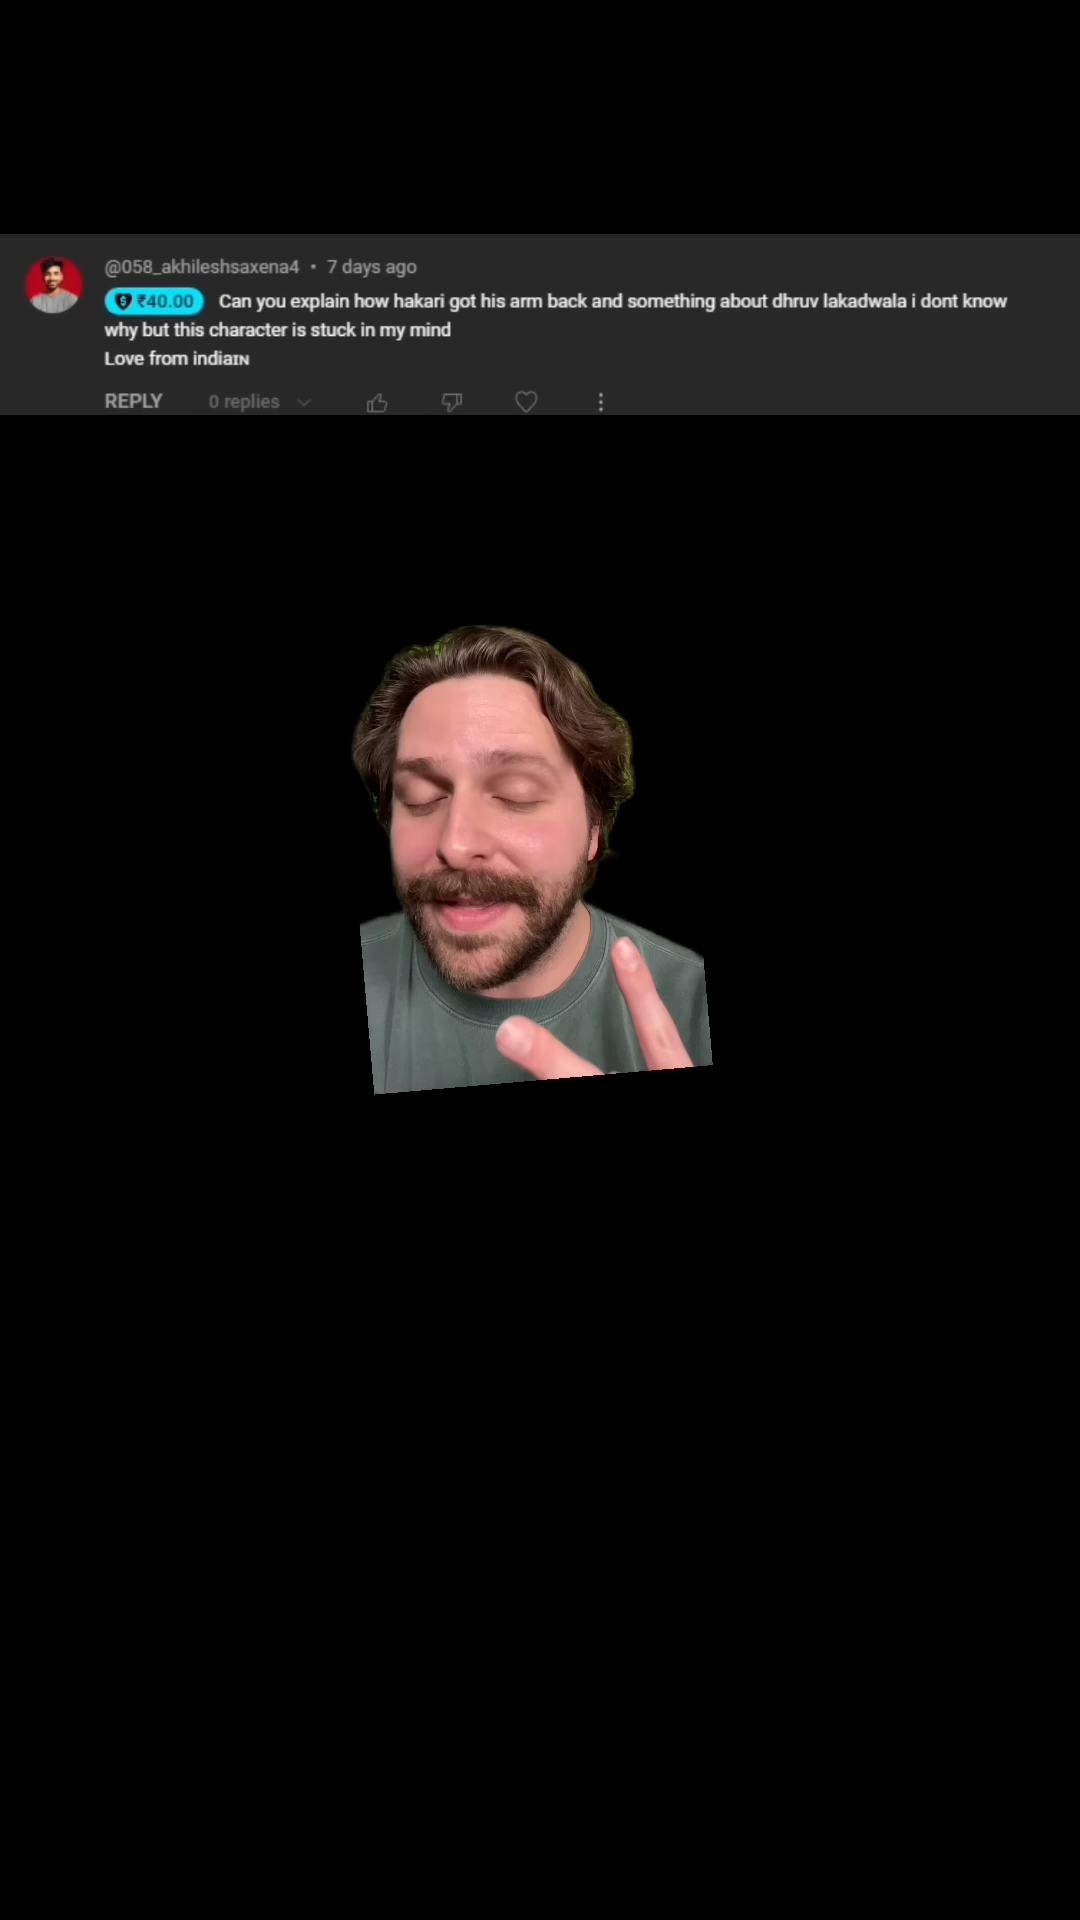 @058_akhileshsaxena4 • 7 days ago
₹40.00 Can you explain how hakari got his arm back and something about dhruv lakadwala i dont know
why but this character is stuck in my mind
Love from indiaɪɴ
REPLY 0 replies